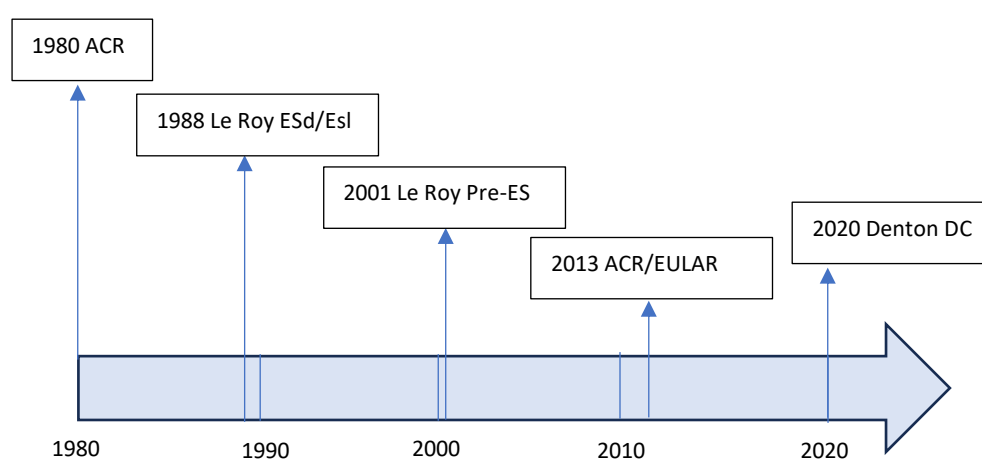 1980 ACR
1988 Le Roy ESd/Esl
2001 Le Roy Pre-ES
2013 ACR/EULAR
2020 Denton DC
1980
1990
2000
2010
2020